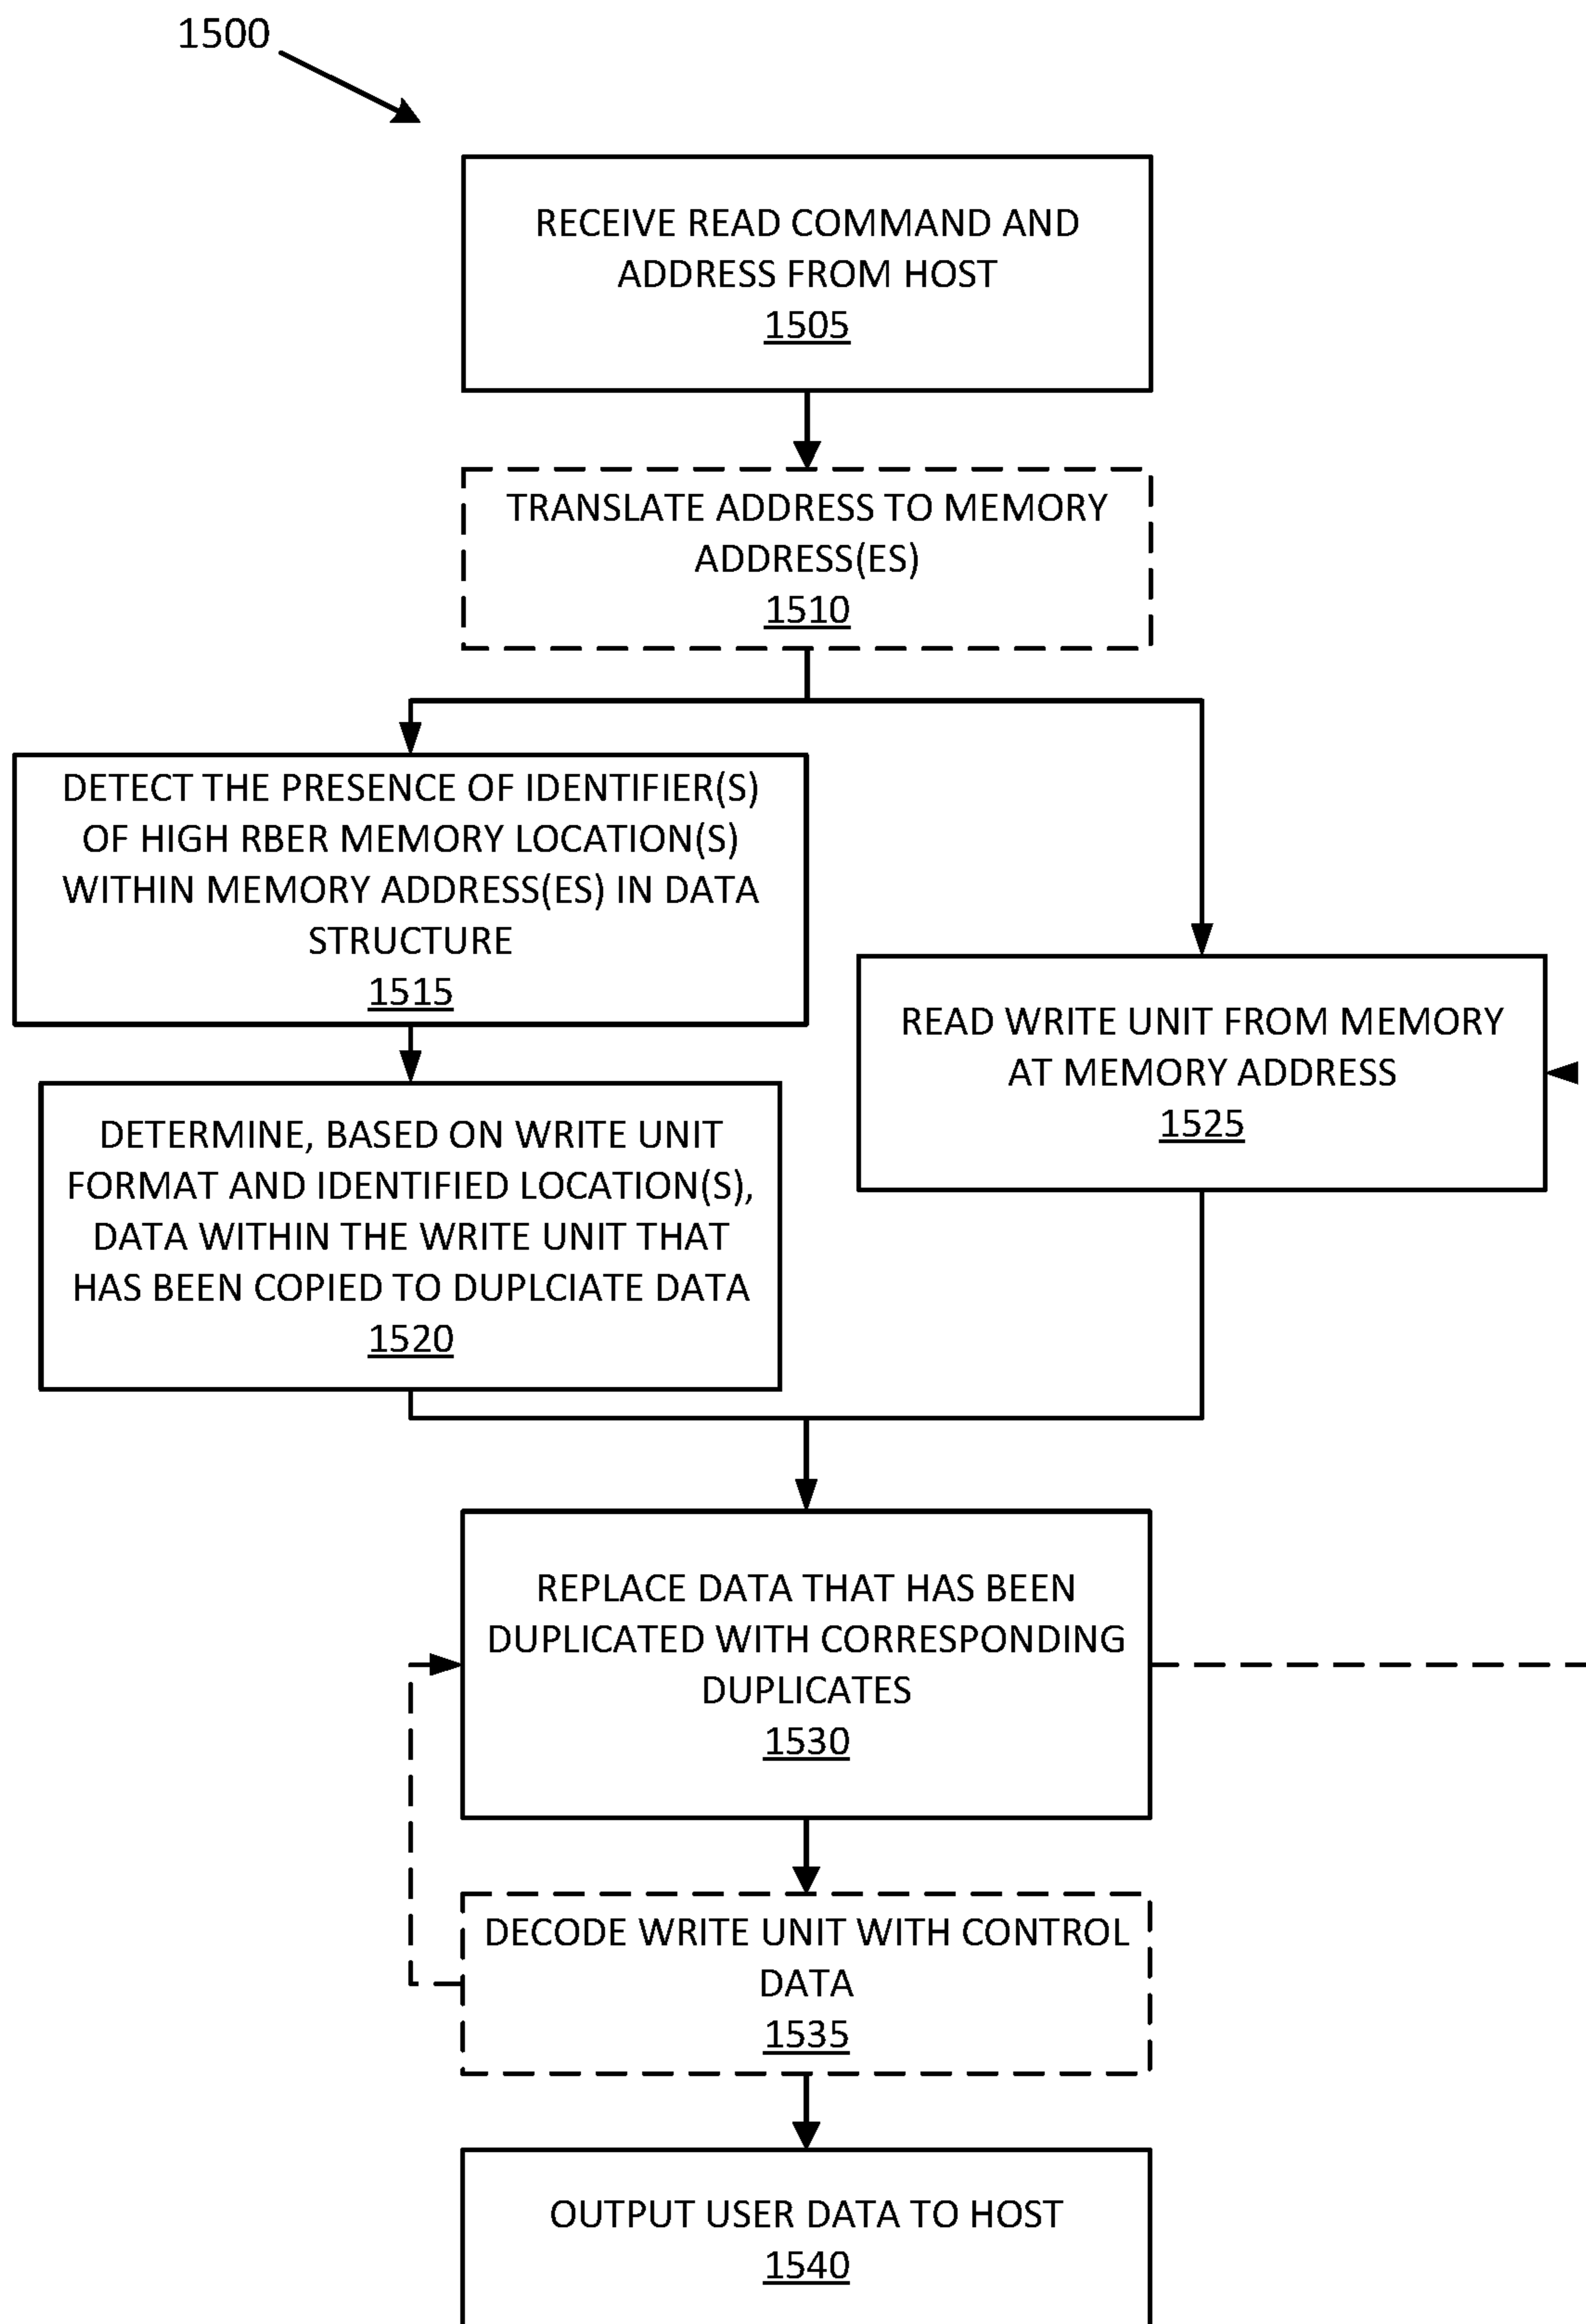 1500
RECEIVE READ COMMAND AND
ADDRESS FROM HOST
1505
TRANSLATE ADDRESS TO MEMORY
ADDRESS(ES)
1510
DETECT THE PRESENCE OF IDENTIFIER(S)
OF HIGH RBER MEMORY LOCATION(S)
WITHIN MEMORY ADDRESS(ES) IN DATA
STRUCTURE
1515
READ WRITE UNIT FROM MEMORY
AT MEMORY ADDRESS
1525
DETERMINE, BASED ON WRITE UNIT
FORMAT AND IDENTIFIED LOCATION(S),
DATA WITHIN THE WRITE UNIT THAT
HAS BEEN COPIED TO DUPLCIATE DATA
1520
REPLACE DATA THAT HAS BEEN
DUPLICATED WITH CORRESPONDING
DUPLICATES
1530
DECODE WRITE UNIT WITH CONTROL
DATA
1535
OUTPUT USER DATA TO HOST
1540